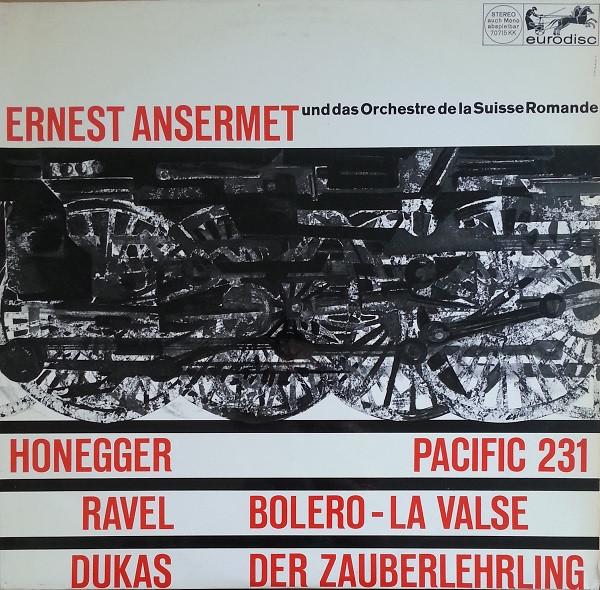 STEREO
auch Mono
abspielbar
70715 KK
eurodisc
ERNEST ANSERMET und das Orchestre de la Suisse Romande
HONEGGER PACIFIC 231
RAVEL BOLERO - LA VALSE
DUKAS DER ZAUBERLEHRLING